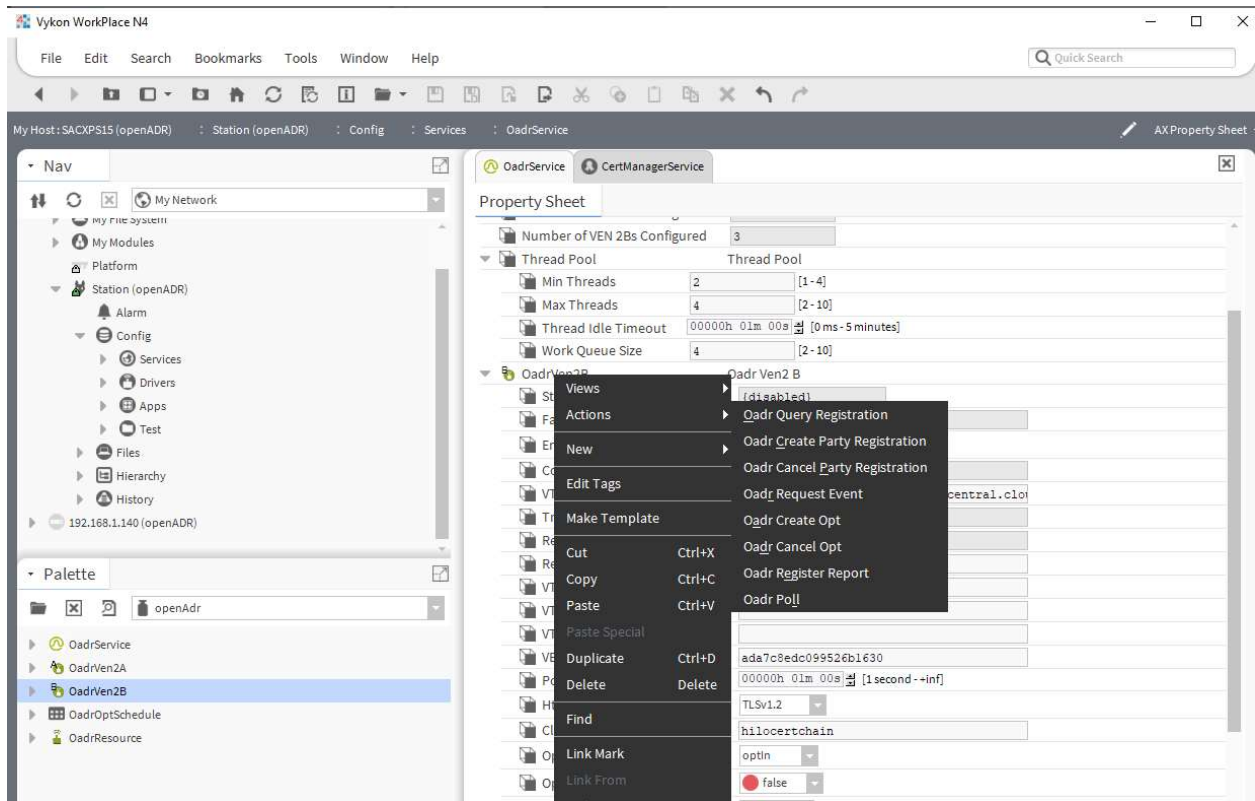 Vykon WorkPlace N4
File Edit Search Bookmarks Tools Window Help
Quick Search
My Host : SACXPS15 (openADR) : Station (openADR) : Config : Services : OadrService
AX Property Sheet
Nav
My Network
My File System
My Modules
Platform
Station (openADR)
Alarm
Config
Services
Drivers
Apps
Test
Files
Hierarchy
History
192.168.1.140 (openADR)
Palette
openAdr
OadrService
OadrVen2A
OadrVen2B
OadrOptSchedule
OadrResource
OadrService CertManagerService
Property Sheet
Number of VEN 2Bs Configured 3
Thread Pool Thread Pool
Min Threads 2 [1 - 4]
Max Threads 4 [2 - 10]
Thread Idle Timeout 00000h 01m 00s [0 ms - 5 minutes]
Work Queue Size 4 [2 - 10]
OadrVen2B Oadr Ven2 B
{disabled}
central.clou
ada7c8edc099526b1630
00000h 01m 00s [1 second - +inf]
TLSv1.2
hilocertchain
optIn
false
Views
Actions
New
Edit Tags
Make Template
Cut Ctrl+X
Copy Ctrl+C
Paste Ctrl+V
Paste Special
Duplicate Ctrl+D
Delete Delete
Find
Link Mark
Link From
Oadr Query Registration
Oadr Create Party Registration
Oadr Cancel Party Registration
Oadr Request Event
Oadr Create Opt
Oadr Cancel Opt
Oadr Register Report
Oadr Poll